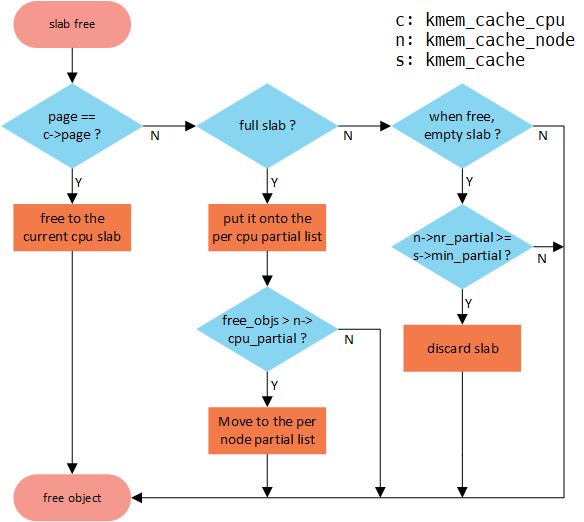 slab free
c: kmem_cache_cpu
n: kmem_cache_node
s: kmem_cache
page ==
c->page ?
N
full slab ?
N
when free,
empty slab ?
N
Y
Y
Y
free to the
current cpu slab
put it onto the
per cpu partial list
n->nr_partial >=
s->min_partial ?
N
free_objs > n->
cpu_partial ?
N
Y
discard slab
Y
Move to the per
node partial list
free object